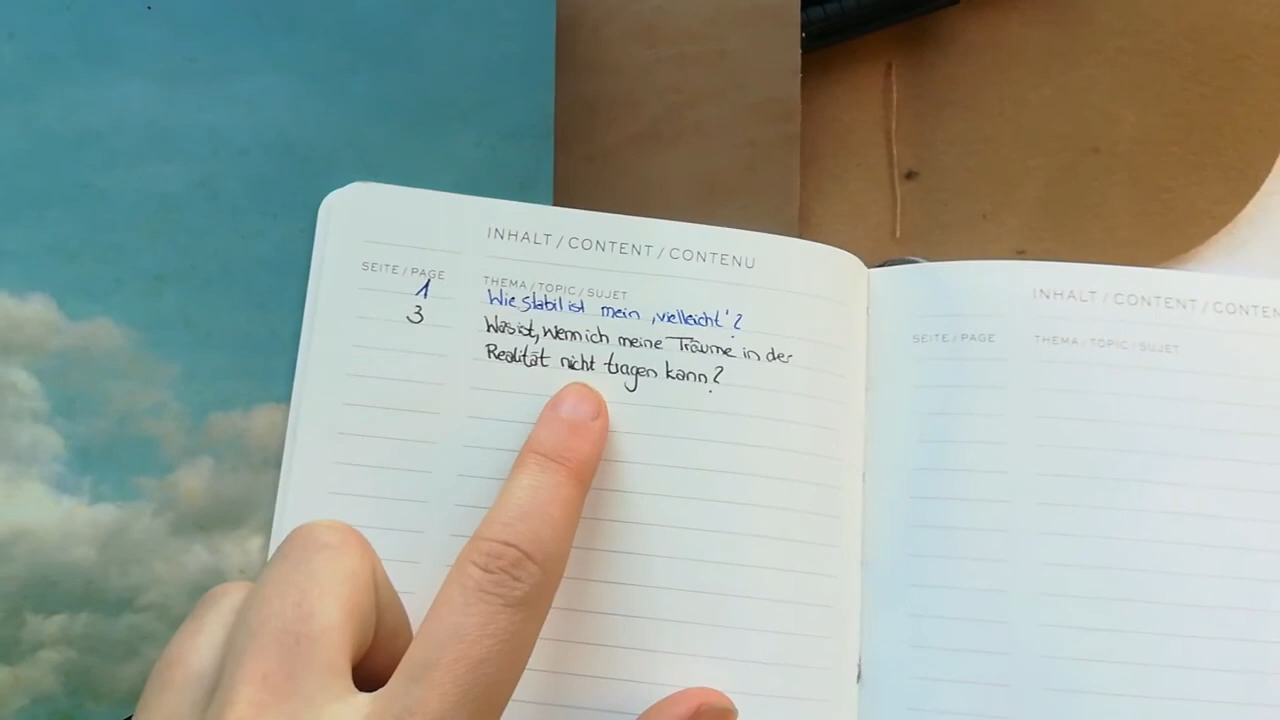 INHALT / CONTENT / CONTENU
SEITE / PAGE THEMA / TOPIC / SUJET
1 Wie stabil ist mein ‚vielleicht'?
3 Was ist, wenn ich meine Träume in der
Realität nicht tragen kann?
INHALT / CONTENT / CONTEN
SEITE / PAGE THEMA / TOPIC / SUJET